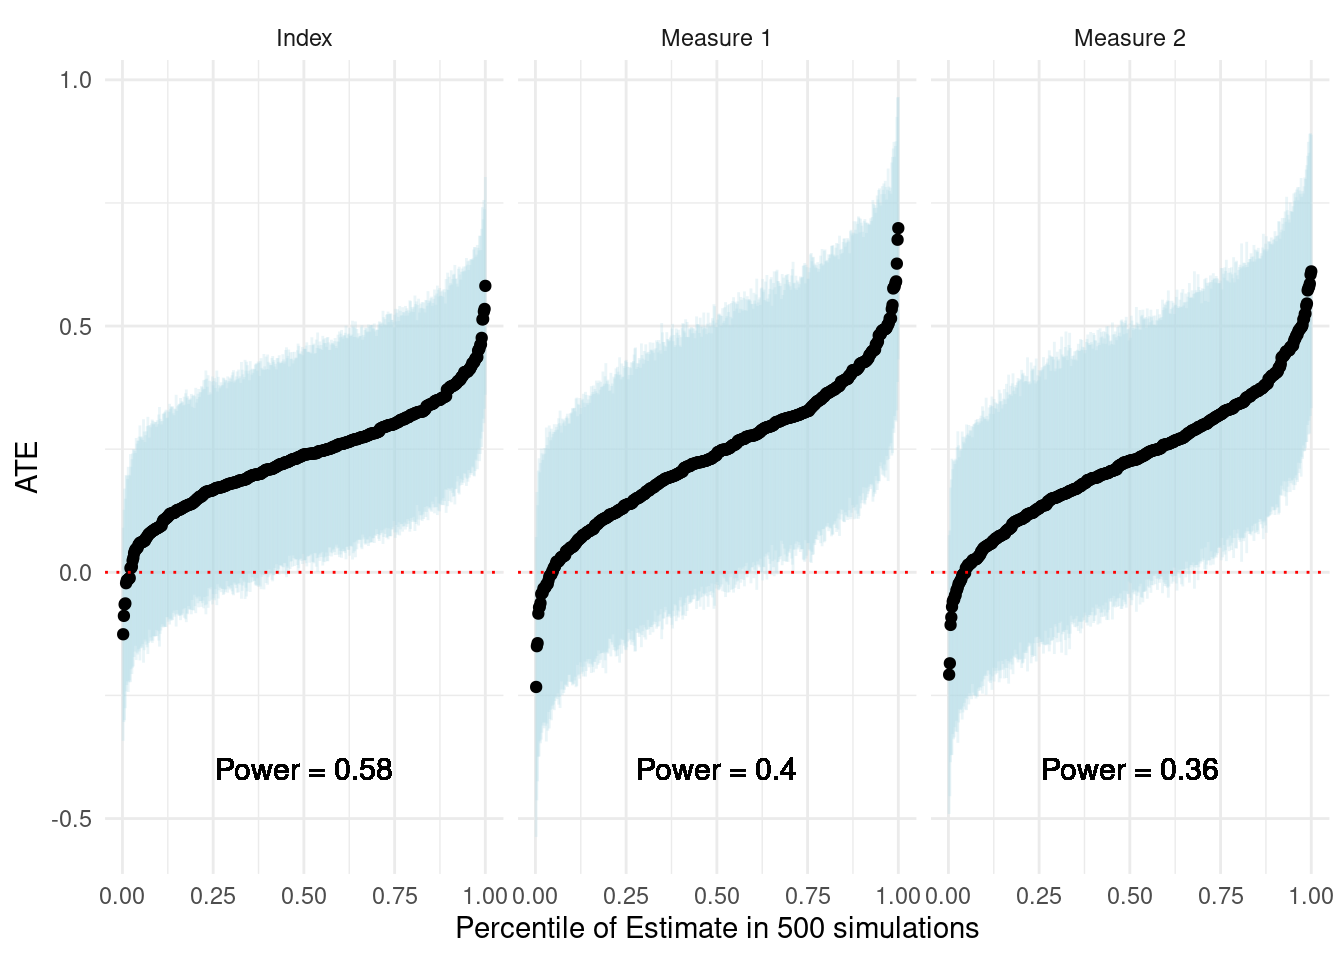 Index Measure 1 Measure 2
1.0
0.5
0.0
-0.5
ATE
Power = 0.58 Power = 0.4 Power = 0.36
0.00 0.25 0.50 0.75 1.00 0.00 0.25 0.50 0.75 1.00 0.00 0.25 0.50 0.75 1.00
Percentile of Estimate in 500 simulations